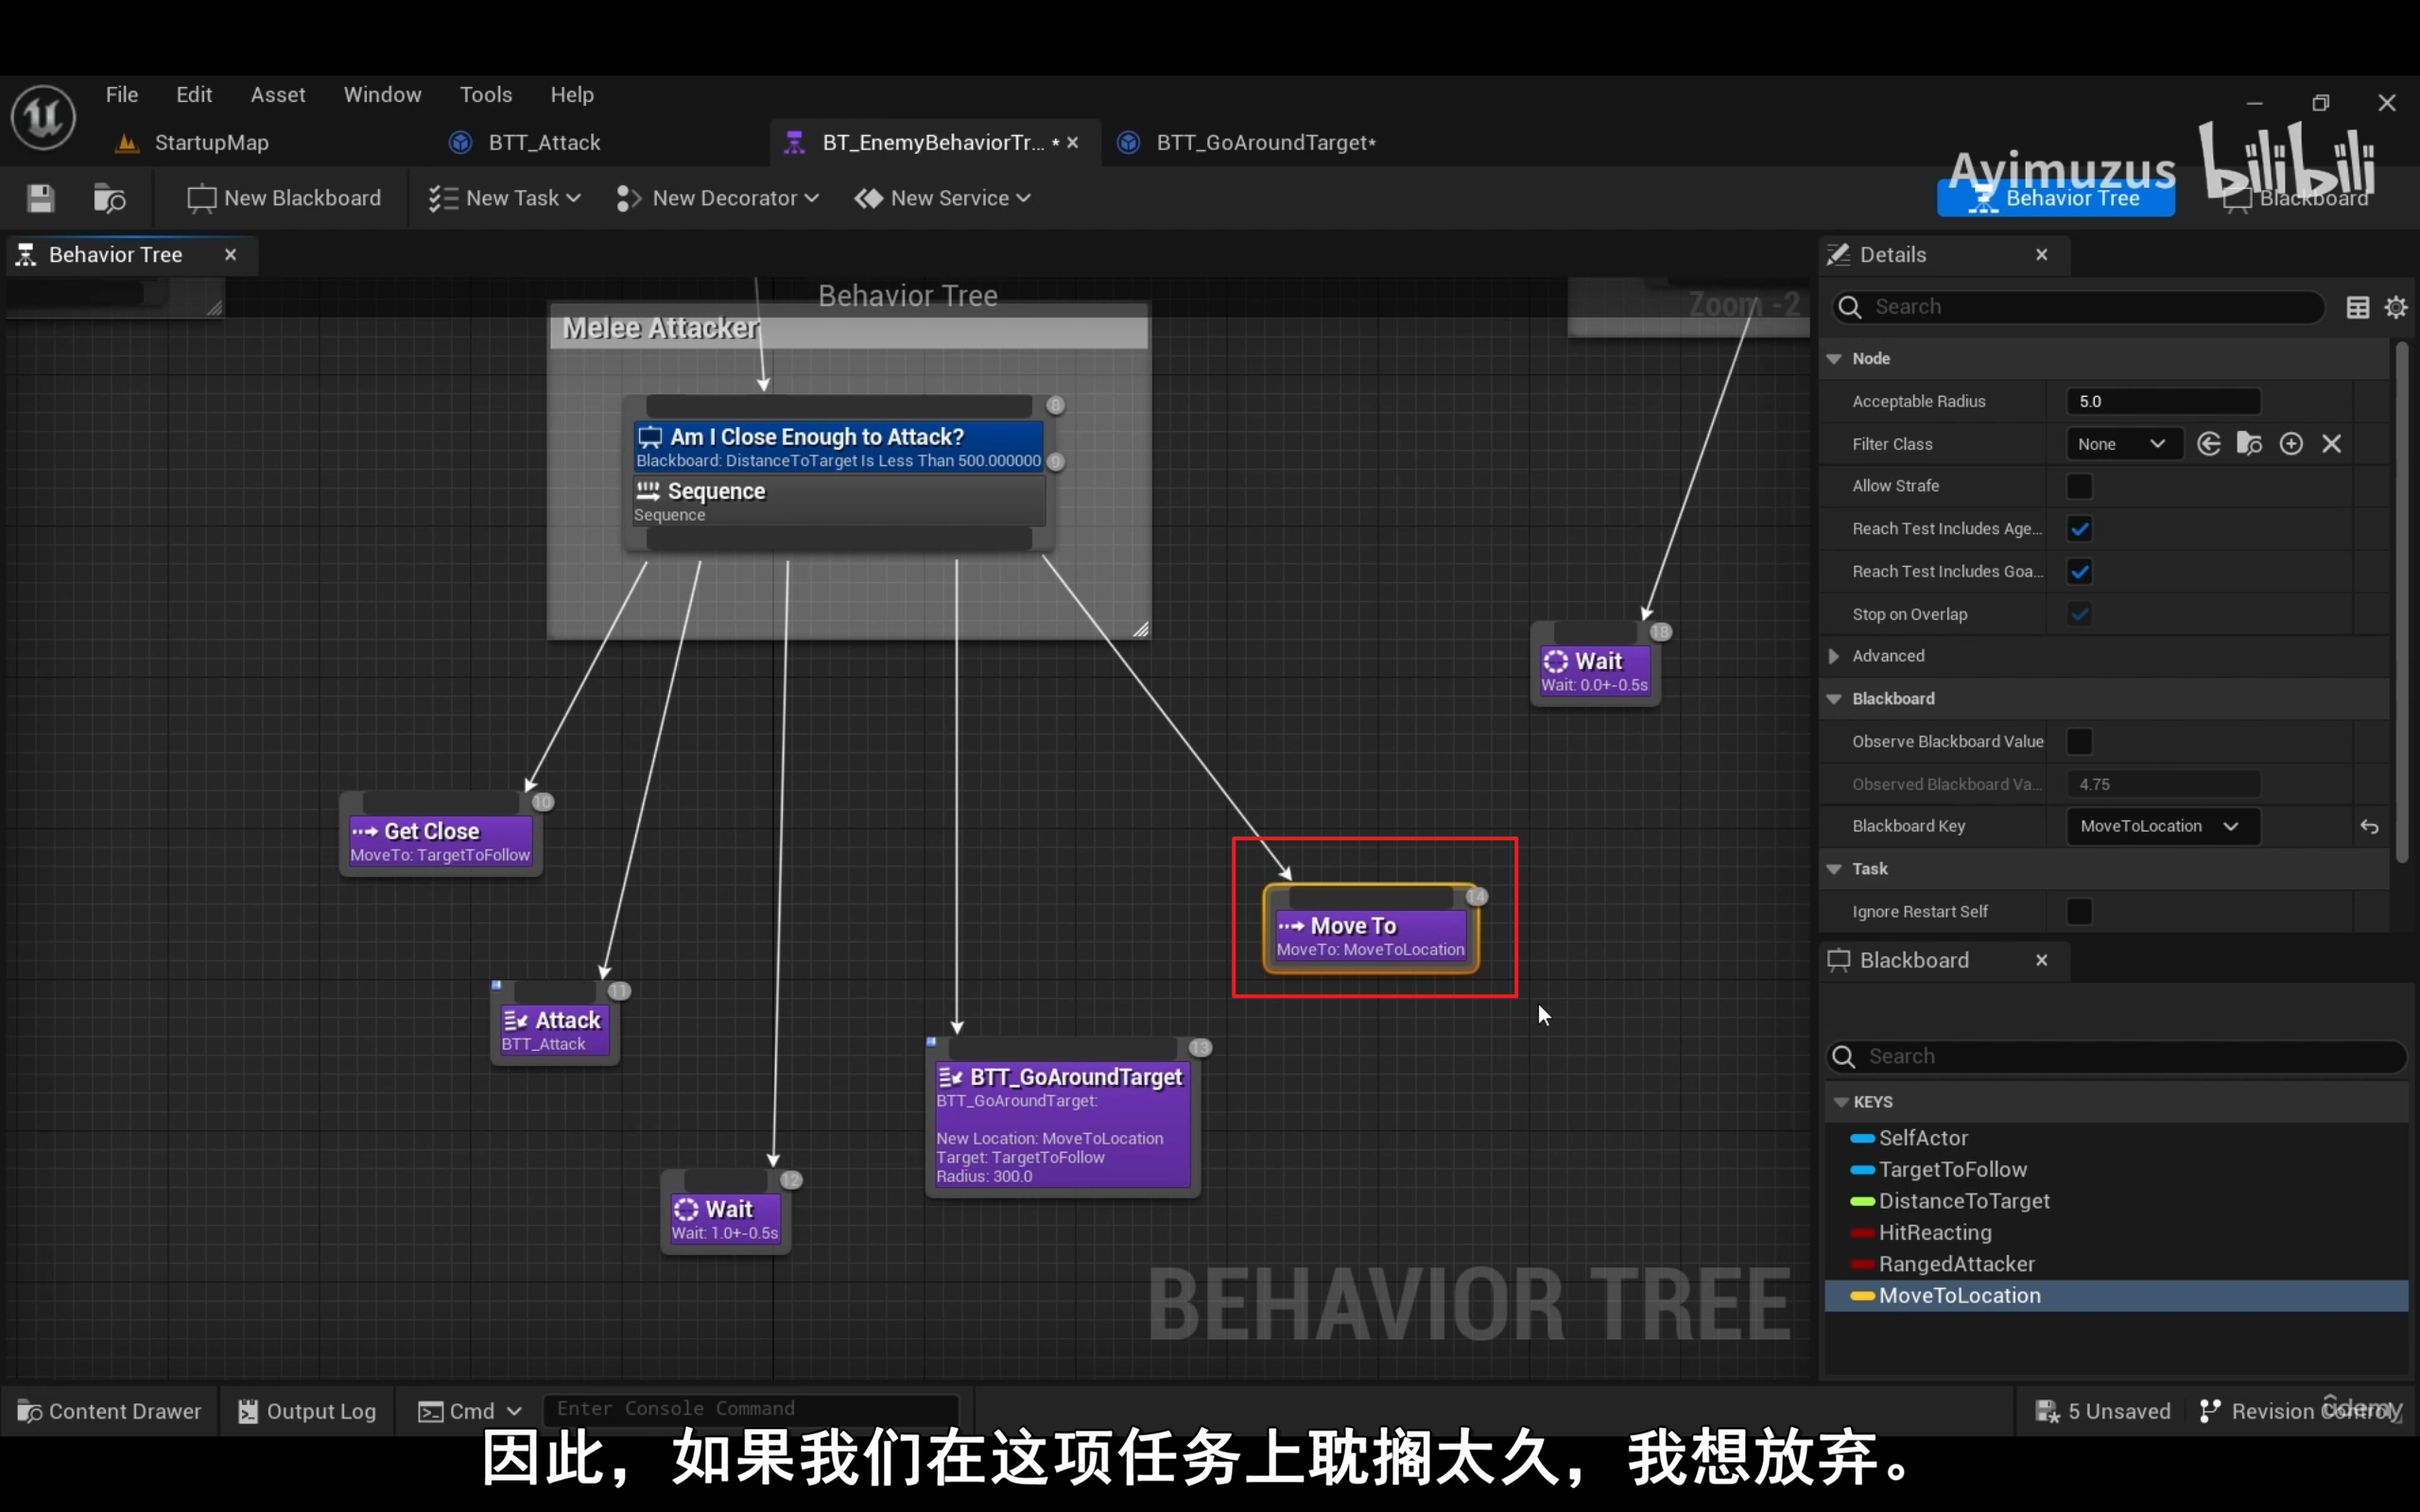 File Edit Asset Window Tools Help
StartupMap
BTT_Attack
BT_EnemyBehaviorTr... *
BTT_GoAroundTarget*
New Blackboard
New Task
New Decorator
New Service
Ayimuzus
bilibili
Behavior Tree
Blackboard
Behavior Tree
Details
Behavior Tree
Zoom -2
Search
Melee Attacker
8
Am I Close Enough to Attack?
Blackboard: DistanceToTarget Is Less Than 500.000000
9
Sequence
Sequence
18
Wait
Wait: 0.0+-0.5s
10
Get Close
MoveTo: TargetToFollow
14
Move To
MoveTo: MoveToLocation
11
Attack
BTT_Attack
13
BTT_GoAroundTarget
BTT_GoAroundTarget:
New Location: MoveToLocation
Target: TargetToFollow
Radius: 300.0
12
Wait
Wait: 1.0+-0.5s
BEHAVIOR TREE
Node
Acceptable Radius 5.0
Filter Class None
Allow Strafe
Reach Test Includes Age...
Reach Test Includes Goa...
Stop on Overlap
Advanced
Blackboard
Observe Blackboard Value
Observed Blackboard Va... 4.75
Blackboard Key MoveToLocation
Task
Ignore Restart Self
Blackboard
Search
KEYS
SelfActor
TargetToFollow
DistanceToTarget
HitReacting
RangedAttacker
MoveToLocation
Content Drawer
Output Log
Cmd
Enter Console Command
5 Unsaved
Revision Control
ûdemy
因此，如果我们在这项任务上耽搁太久，我想放弃。